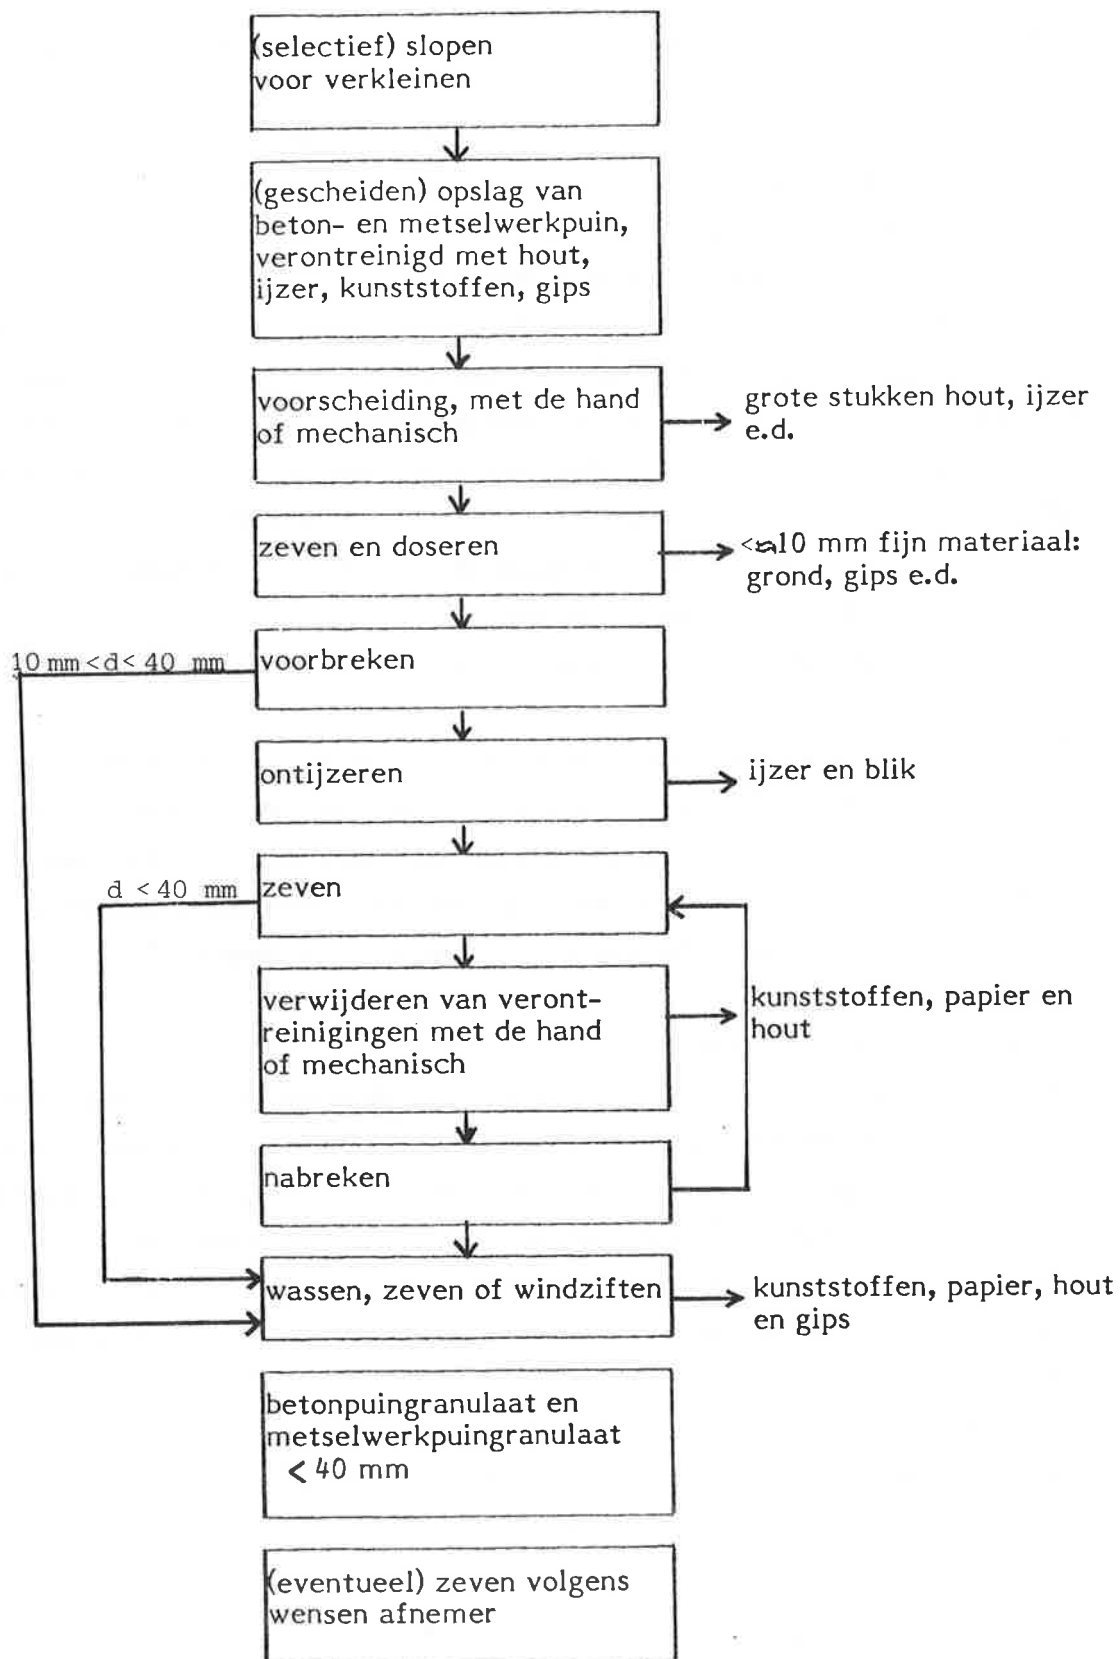 (selectief) slopen
voor verkleinen
(gescheiden) opslag van
beton- en metselwerkpuin,
verontreinigd met hout,
ijzer, kunststoffen, gips
voorscheiding, met de hand
of mechanisch
grote stukken hout, ijzer
e.d.
zeven en doseren
<≈10 mm fijn materiaal:
grond, gips e.d.
10 mm <d< 40 mm
voorbreken
ontijzeren
ijzer en blik
d < 40 mm
zeven
verwijderen van veront-
reinigingen met de hand
of mechanisch
kunststoffen, papier en
hout
nabreken
wassen, zeven of windziften
kunststoffen, papier, hout
en gips
betonpuingranulaat en
metselwerkpuingranulaat
< 40 mm
(eventueel) zeven volgens
wensen afnemer